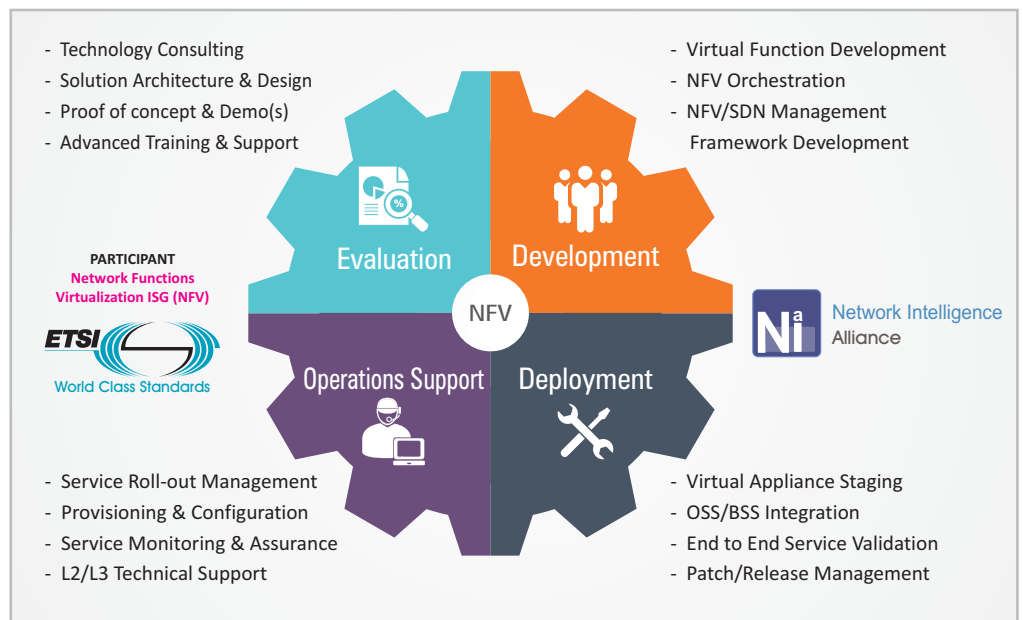 - Technology Consulting
- Solution Architecture & Design
- Proof of concept & Demo(s)
- Advanced Training & Support
- Virtual Function Development
- NFV Orchestration
- NFV/SDN Management
Framework Development
%
Evaluation
Development
PARTICIPANT
Network Functions
Virtualization ISG (NFV)
ETSI
World Class Standards
NFV
Nia
Network Intelligence
Alliance
Operations Support
Deployment
- Service Roll-out Management
- Provisioning & Configuration
- Service Monitoring & Assurance
- L2/L3 Technical Support
- Virtual Appliance Staging
- OSS/BSS Integration
- End to End Service Validation
- Patch/Release Management